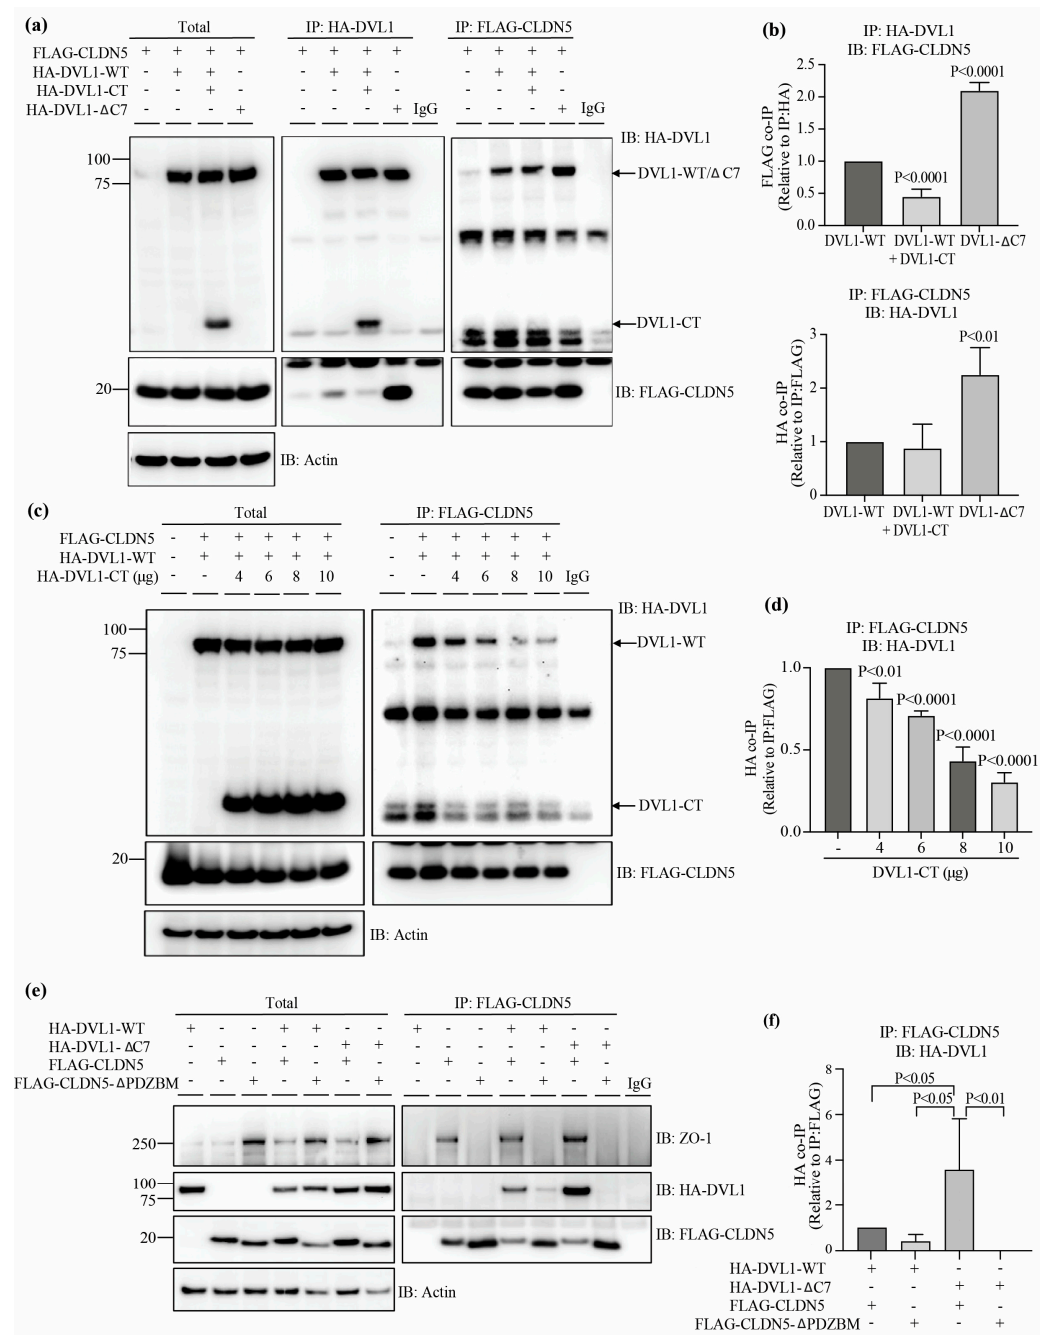 (a)
Total
IP: HA-DVL1
IP: FLAG-CLDN5
FLAG-CLDN5 + + + + + + + + + + + +
HA-DVL1-WT - + + - - + + - - + + -
HA-DVL1-CT - - + - - - + - - - + -
HA-DVL1-ΔC7 - - - + - - - + IgG - - - + IgG
IB: HA-DVL1
100
75
DVL1-WT/Δ C7
DVL1-CT
20
IB: FLAG-CLDN5
IB: Actin
(b)
IP: HA-DVL1
IB: FLAG-CLDN5
FLAG co-IP
(Relative to IP:HA)
2.5
2.0
1.5
1.0
0.5
0.0
P<0.0001
P<0.0001
DVL1-WT DVL1-WT DVL1-ΔC7
+ DVL1-CT
IP: FLAG-CLDN5
IB: HA-DVL1
HA co-IP
(Relative to IP:FLAG)
3
2
1
0
P<0.01
DVL1-WT DVL1-WT DVL1-ΔC7
+ DVL1-CT
(c)
Total
IP: FLAG-CLDN5
FLAG-CLDN5 - + + + + + - + + + + +
HA-DVL1-WT - + + + + + - + + + + +
HA-DVL1-CT (μg) - - 4 6 8 10 - - 4 6 8 10 IgG
IB: HA-DVL1
100
75
DVL1-WT
DVL1-CT
20
IB: FLAG-CLDN5
IB: Actin
(d)
IP: FLAG-CLDN5
IB: HA-DVL1
HA co-IP
(Relative to IP:FLAG)
1.0
0.5
0.0
P<0.01
P<0.0001
P<0.0001
P<0.0001
- 4 6 8 10
DVL1-CT (μg)
(e)
Total
IP: FLAG-CLDN5
HA-DVL1-WT + - - + + - - + - - + + - -
HA-DVL1- ΔC7 - - - - - + + - - - - - + +
FLAG-CLDN5 - + - + - + - - + - + - + -
FLAG-CLDN5-ΔPDZBM - - + - + - + - - + - + - + IgG
250
IB: ZO-1
100
75
IB: HA-DVL1
20
IB: FLAG-CLDN5
IB: Actin
(f)
IP: FLAG-CLDN5
IB: HA-DVL1
HA co-IP
(Relative to IP:FLAG)
8
6
4
2
0
P<0.05
P<0.05
P<0.01
HA-DVL1-WT + + - -
HA-DVL1-ΔC7 - - + +
FLAG-CLDN5 + - + -
FLAG-CLDN5-ΔPDZBM - + - +